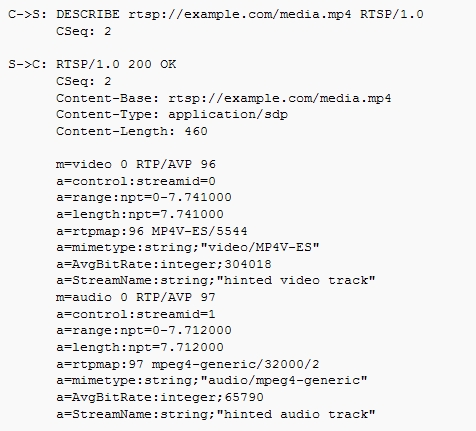 C->S: DESCRIBE rtsp://example.com/media.mp4 RTSP/1.0
CSeq: 2
S->C: RTSP/1.0 200 OK
CSeq: 2
Content-Base: rtsp://example.com/media.mp4
Content-Type: application/sdp
Content-Length: 460
m=video 0 RTP/AVP 96
a=control:streamid=0
a=range:npt=0-7.741000
a=length:npt=7.741000
a=rtpmap:96 MP4V-ES/5544
a=mimetype:string;"video/MP4V-ES"
a=AvgBitRate:integer;304018
a=StreamName:string;"hinted video track"
m=audio 0 RTP/AVP 97
a=control:streamid=1
a=range:npt=0-7.712000
a=length:npt=7.712000
a=rtpmap:97 mpeg4-generic/32000/2
a=mimetype:string;"audio/mpeg4-generic"
a=AvgBitRate:integer;65790
a=StreamName:string;"hinted audio track"